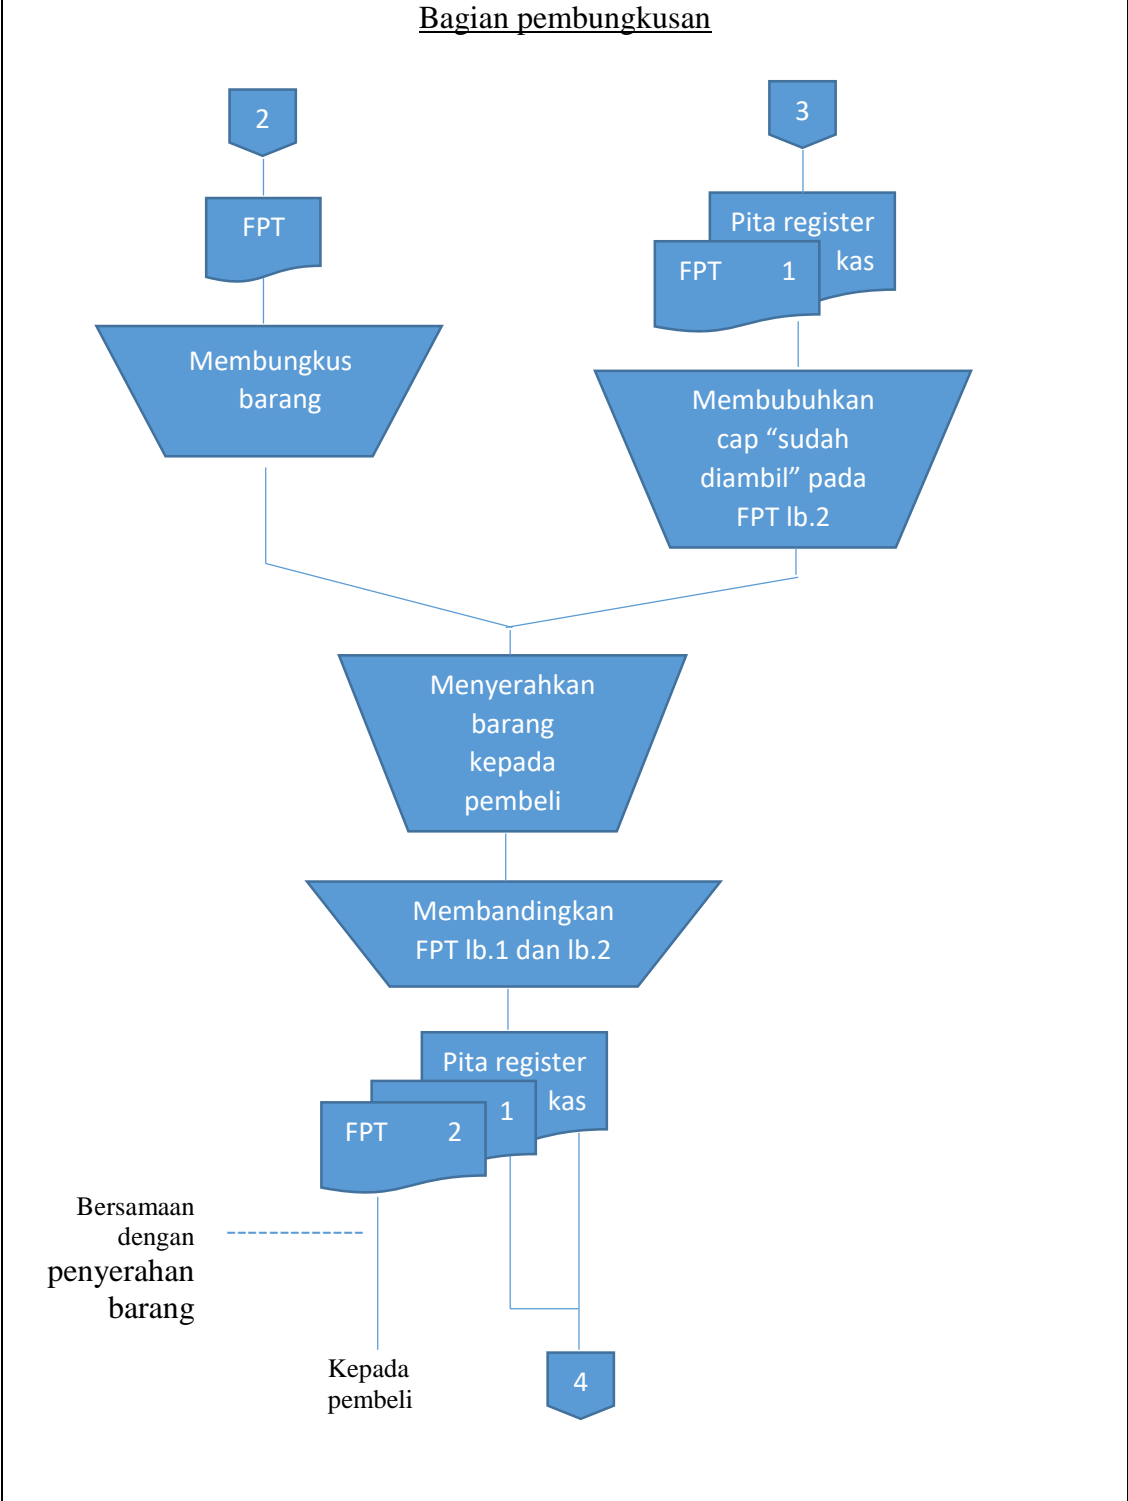 Bagian pembungkusan
2
3
FPT
Pita register
kas
FPT 1
Membungkus
barang
Membubuhkan
cap “sudah
diambil” pada
FPT lb.2
Menyerahkan
barang
kepada
pembeli
Membandingkan
FPT lb.1 dan lb.2
Pita register
kas
1
FPT 2
Bersamaan
dengan
penyerahan
barang
Kepada
pembeli
4